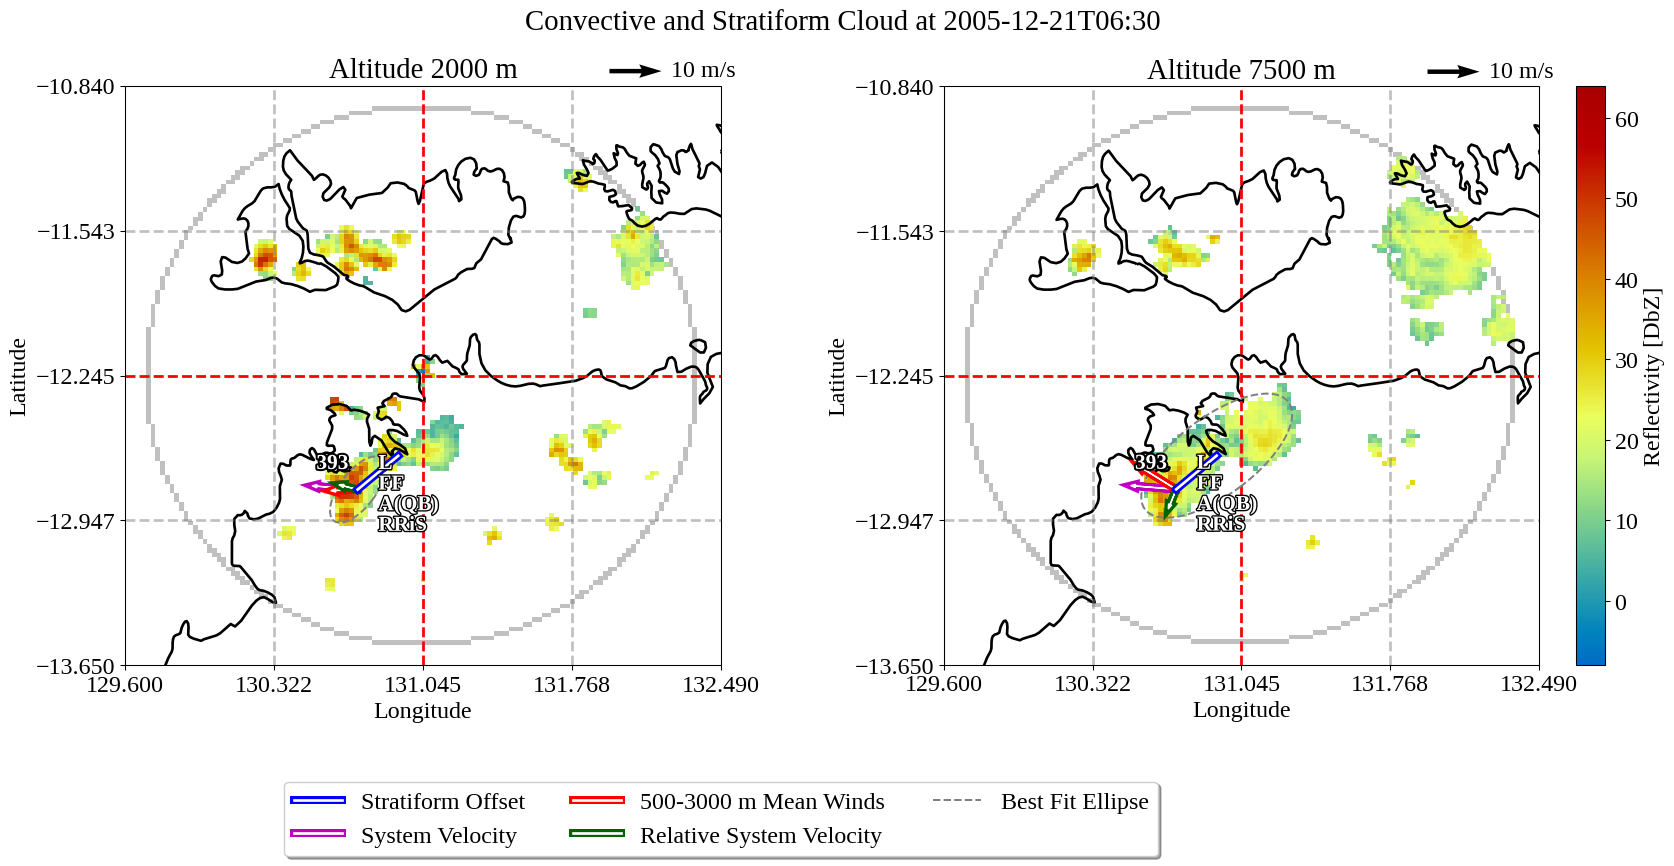 Convective and Stratiform Cloud at 2005-12-21T06:30
Altitude 2000 m
10 m/s
−10.840
−11.543
−12.245
−12.947
−13.650
Latitude
393
L
FF
A(QB)
RRiS
129.600
130.322
131.045
131.768
132.490
Longitude
Altitude 7500 m
10 m/s
−10.840
−11.543
−12.245
−12.947
−13.650
Latitude
393
L
FF
A(QB)
RRiS
129.600
130.322
131.045
131.768
132.490
Longitude
60
50
40
30
20
10
0
Reflectivity [DbZ]
Stratiform Offset
System Velocity
500-3000 m Mean Winds
Relative System Velocity
Best Fit Ellipse